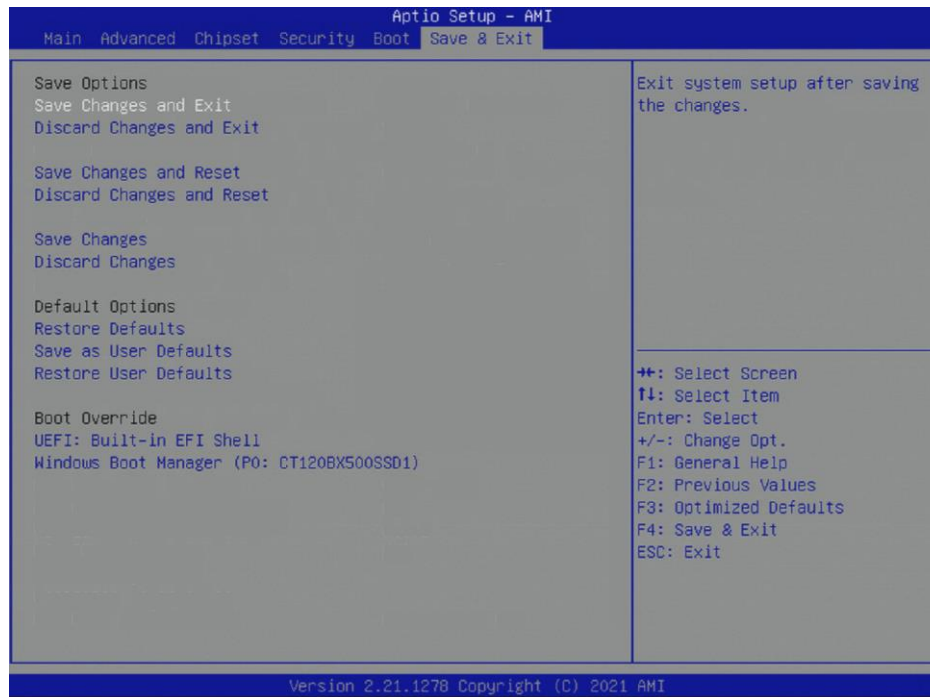 Aptio Setup - AMI
Main Advanced Chipset Security Boot Save & Exit
Save Options
Save Changes and Exit
Discard Changes and Exit
Save Changes and Reset
Discard Changes and Reset
Save Changes
Discard Changes
Default Options
Restore Defaults
Save as User Defaults
Restore User Defaults
Boot Override
UEFI: Built-in EFI Shell
Windows Boot Manager (P0: CT120BX500SSD1)
Exit system setup after saving
the changes.
→←: Select Screen
↑↓: Select Item
Enter: Select
+/-: Change Opt.
F1: General Help
F2: Previous Values
F3: Optimized Defaults
F4: Save & Exit
ESC: Exit
Version 2.21.1278 Copyright (C) 2021 AMI